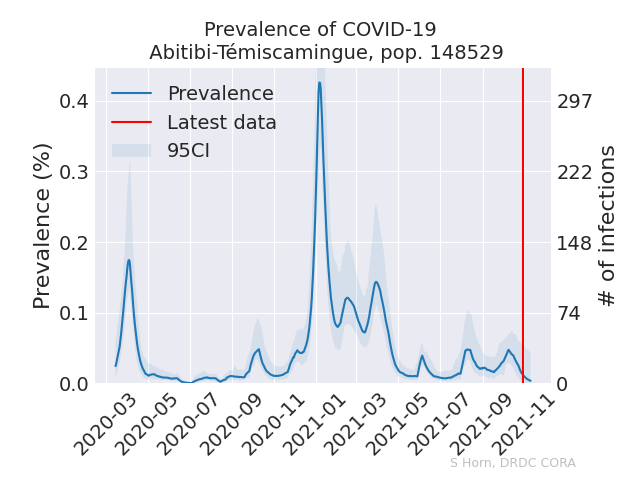 Prevalence of COVID-19
Abitibi-Témiscamingue, pop. 148529
Prevalence
Latest data
95CI
Prevalence (%)
0.4
0.3
0.2
0.1
0.0
# of infections
297
222
148
74
0
2020-03
2020-05
2020-07
2020-09
2020-11
2021-01
2021-03
2021-05
2021-07
2021-09
2021-11
S Horn, DRDC CORA